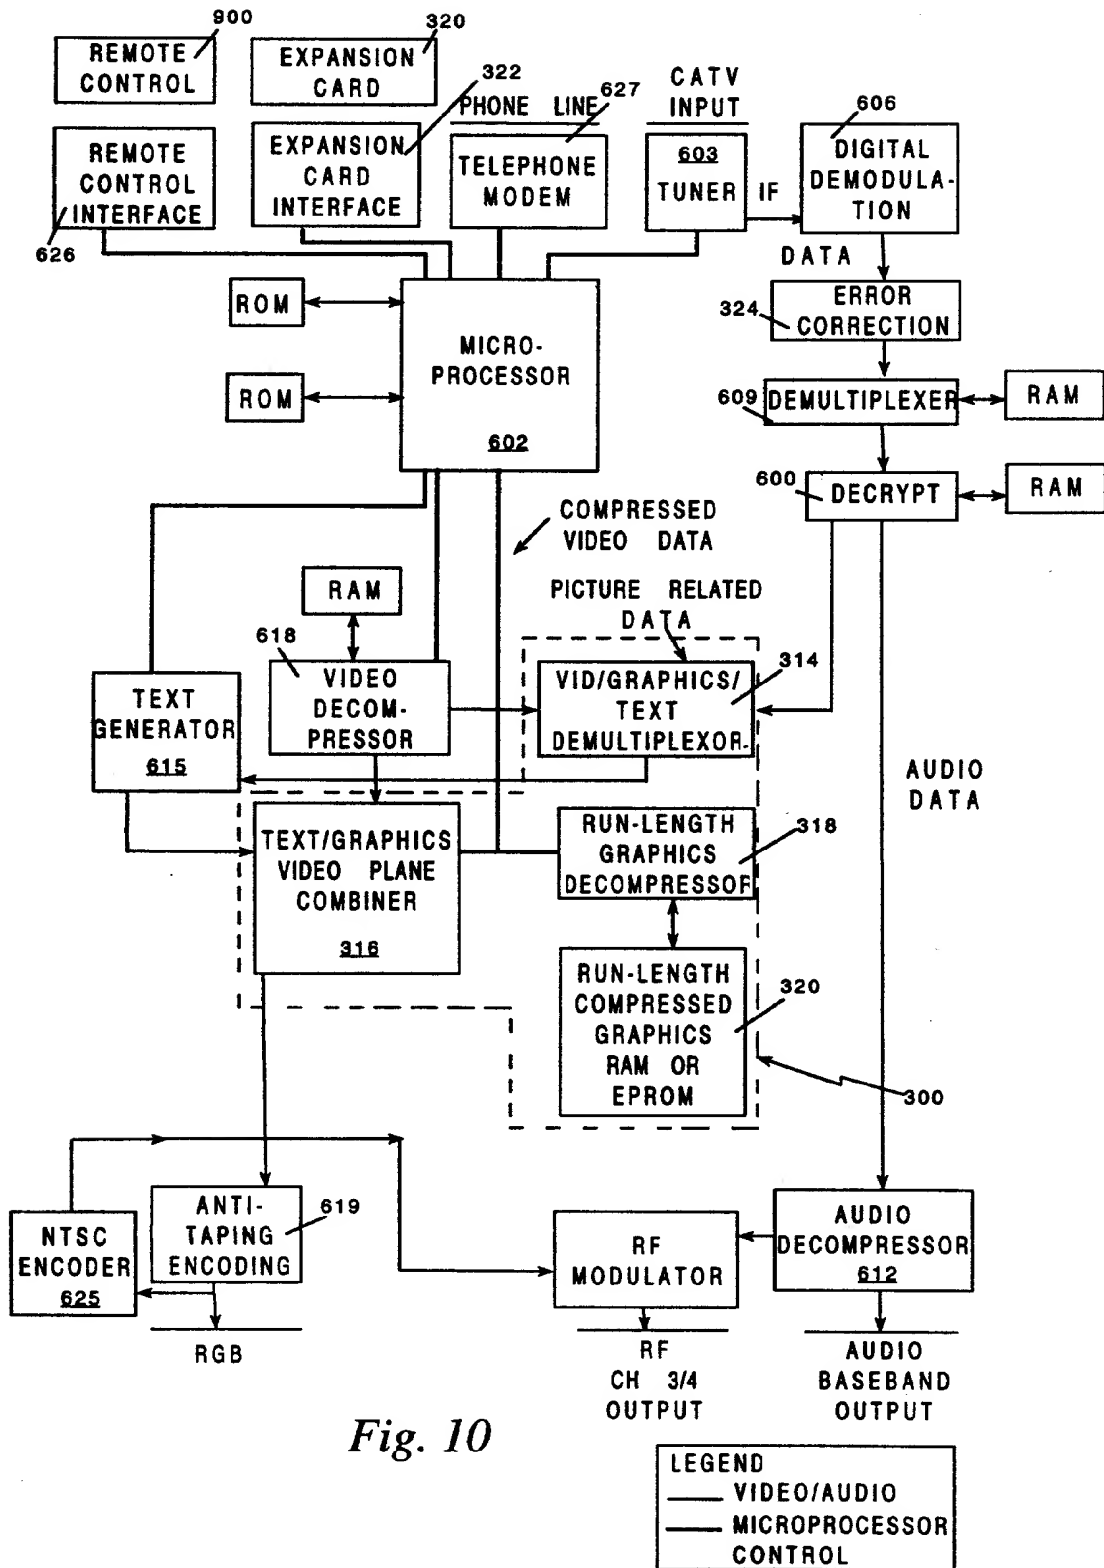 900
REMOTE
CONTROL
320
EXPANSION
CARD
322
PHONE LINE
627
CATV
INPUT
606
REMOTE
CONTROL
INTERFACE
626
EXPANSION
CARD
INTERFACE
TELEPHONE
MODEM
603
TUNER
IF
DIGITAL
DEMODULA-
TION
DATA
ROM
ROM
MICRO-
PROCESSOR
602
324
ERROR
CORRECTION
609
DEMULTIPLEXER
RAM
600
DECRYPT
RAM
COMPRESSED
VIDEO DATA
RAM
PICTURE RELATED
DATA
618
VIDEO
DECOM-
PRESSOR
VID/GRAPHICS/
TEXT
DEMULTIPLEXOR
314
TEXT
GENERATOR
615
AUDIO
DATA
TEXT/GRAPHICS
VIDEO PLANE
COMBINER
316
RUN-LENGTH
GRAPHICS
DECOMPRESSOR
318
RUN-LENGTH
COMPRESSED
GRAPHICS
RAM OR
EPROM
320
300
NTSC
ENCODER
625
ANTI-
TAPING
ENCODING
619
RGB
RF
MODULATOR
AUDIO
DECOMPRESSOR
612
RF
CH 3/4
OUTPUT
AUDIO
BASEBAND
OUTPUT
Fig. 10
LEGEND
VIDEO/AUDIO
MICROPROCESSOR
CONTROL